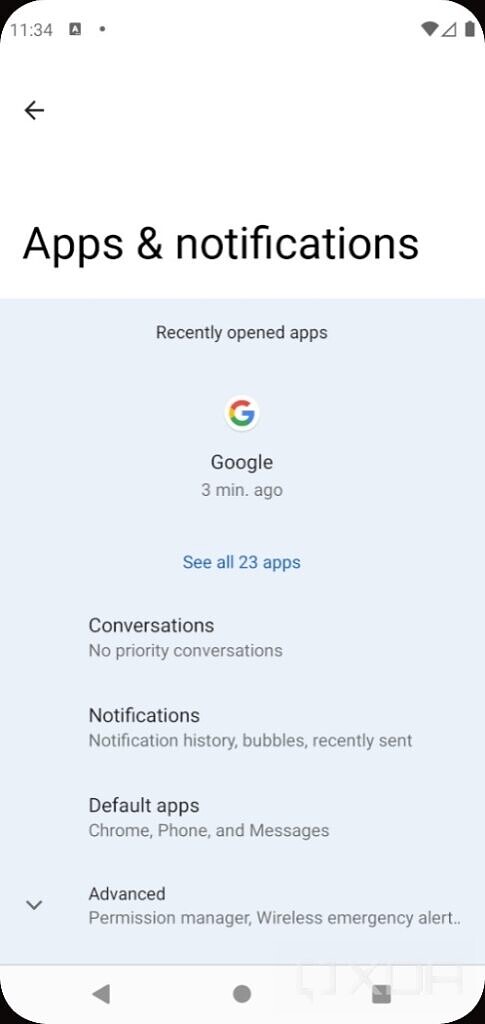 11:34
Apps & notifications
Recently opened apps
Google
3 min. ago
See all 23 apps
Conversations
No priority conversations
Notifications
Notification history, bubbles, recently sent
Default apps
Chrome, Phone, and Messages
Advanced
Permission manager, Wireless emergency alert..
XDA